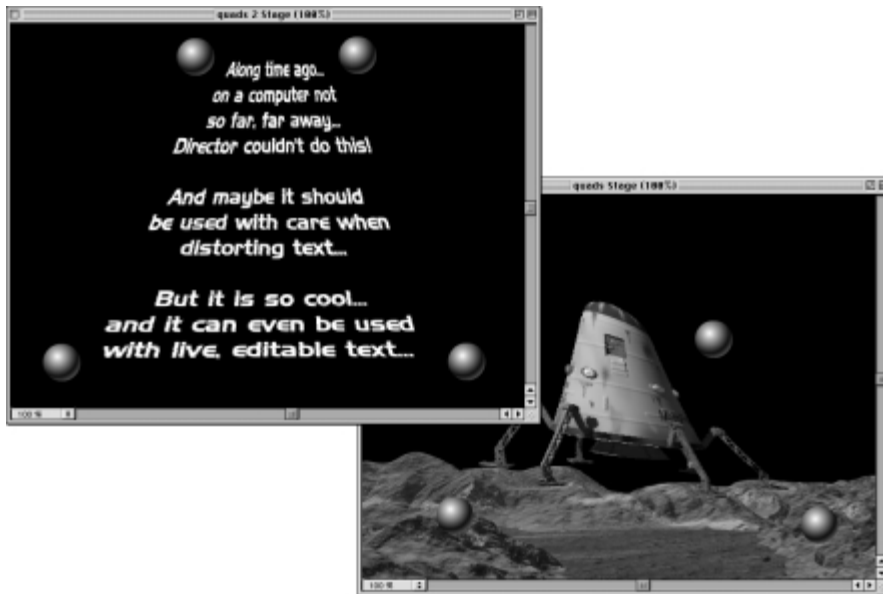 quads 2 Stage (100%)
Along time ago...
on a computer not
so far, far away...
Director couldn't do this!
And maybe it should
be used with care when
distorting text...
But it is so cool...
and it can even be used
with live, editable text...
100 %
quads Stage (100%)
100 %